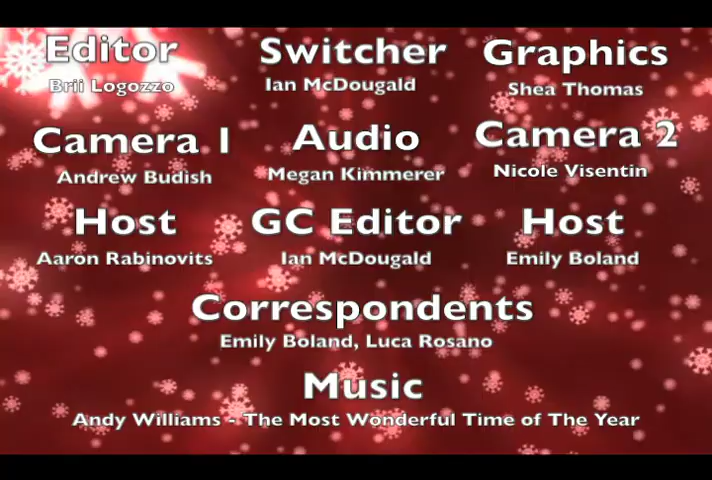 Editor Switcher Graphics
Brii Logozzo Ian McDougald Shea Thomas
Camera 1 Audio Camera 2
Andrew Budish Megan Kimmerer Nicole Visentin
Host GC Editor Host
Aaron Rabinovits Ian McDougald Emily Boland
Correspondents
Emily Boland, Luca Rosano
Music
Andy Williams - The Most Wonderful Time of The Year